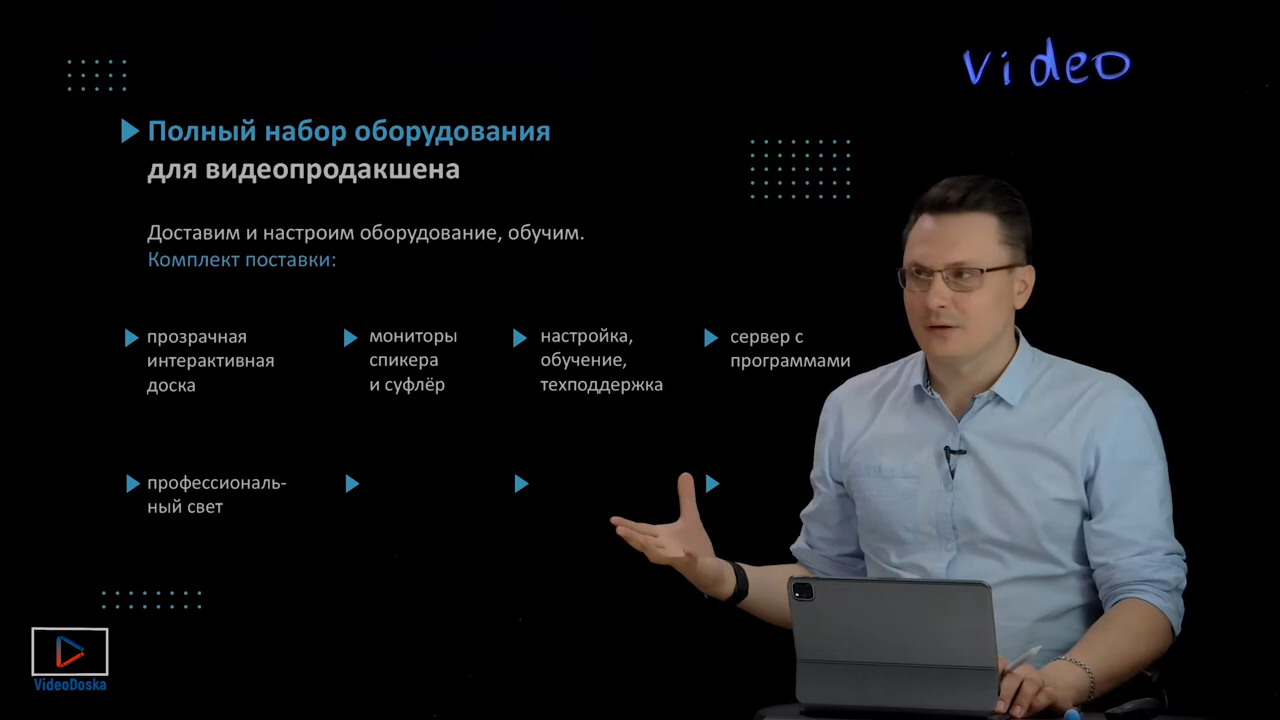 video
Полный набор оборудования
для видеопродакшена
Доставим и настроим оборудование, обучим.
Комплект поставки:
прозрачная
интерактивная
доска
мониторы
спикера
и суфлёр
настройка,
обучение,
техподдержка
сервер с
программами
профессиональ-
ный свет
VideoDoska